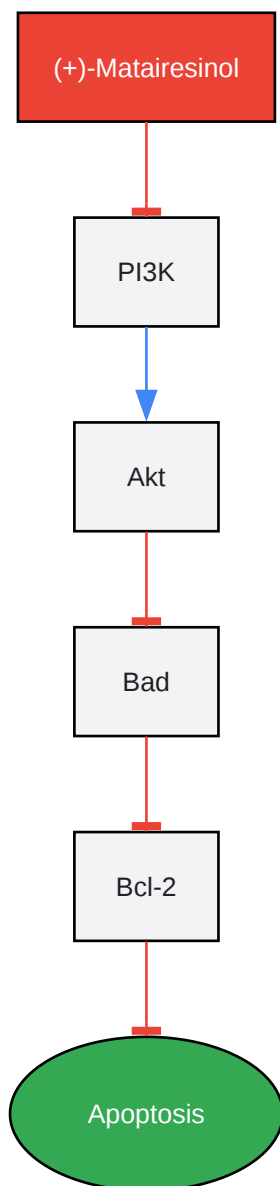 (+)-Matairesinol
PI3K
Akt
Bad
Bcl-2
Apoptosis